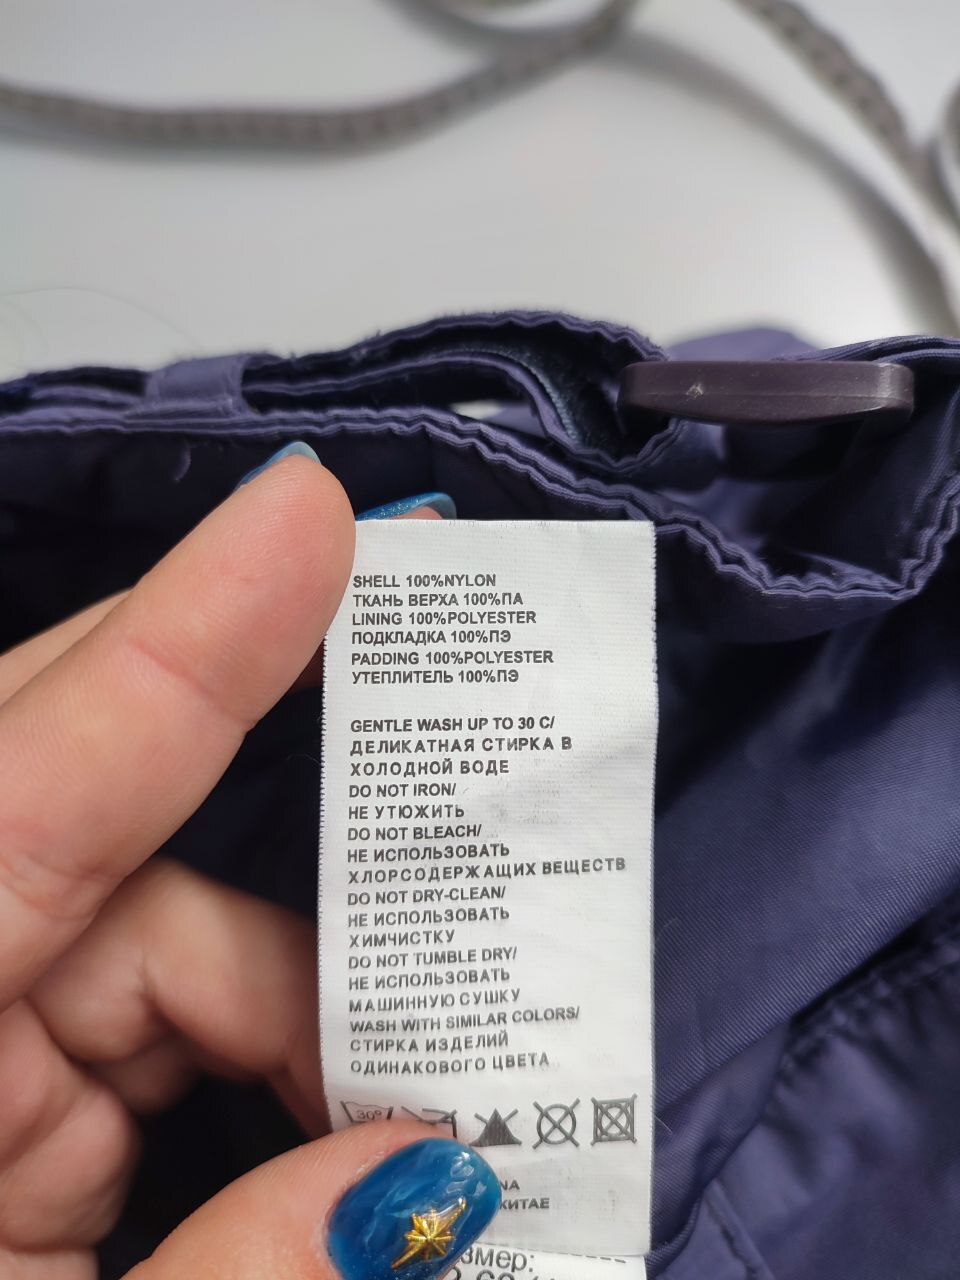 SHELL 100%NYLON
ТКАНЬ ВЕРХА 100%ПА
LINING 100%POLYESTER
ПОДКЛАДКА 100%ПЭ
PADDING 100%POLYESTER
УТЕПЛИТЕЛЬ 100%ПЭ
GENTLE WASH UP TO 30 C/
ДЕЛИКАТНАЯ СТИРКА В
ХОЛОДНОЙ ВОДЕ
DO NOT IRON/
НЕ УТЮЖИТЬ
DO NOT BLEACH/
НЕ ИСПОЛЬЗОВАТЬ
ХЛОРСОДЕРЖАЩИХ ВЕЩЕСТВ
DO NOT DRY-CLEAN/
НЕ ИСПОЛЬЗОВАТЬ
ХИМЧИСТКУ
DO NOT TUMBLE DRY/
НЕ ИСПОЛЬЗОВАТЬ
МАШИННУЮ СУШКУ
WASH WITH SIMILAR COLORS/
СТИРКА ИЗДЕЛИЙ
ОДИНАКОВОГО ЦВЕТА
30°
КИТАЕ